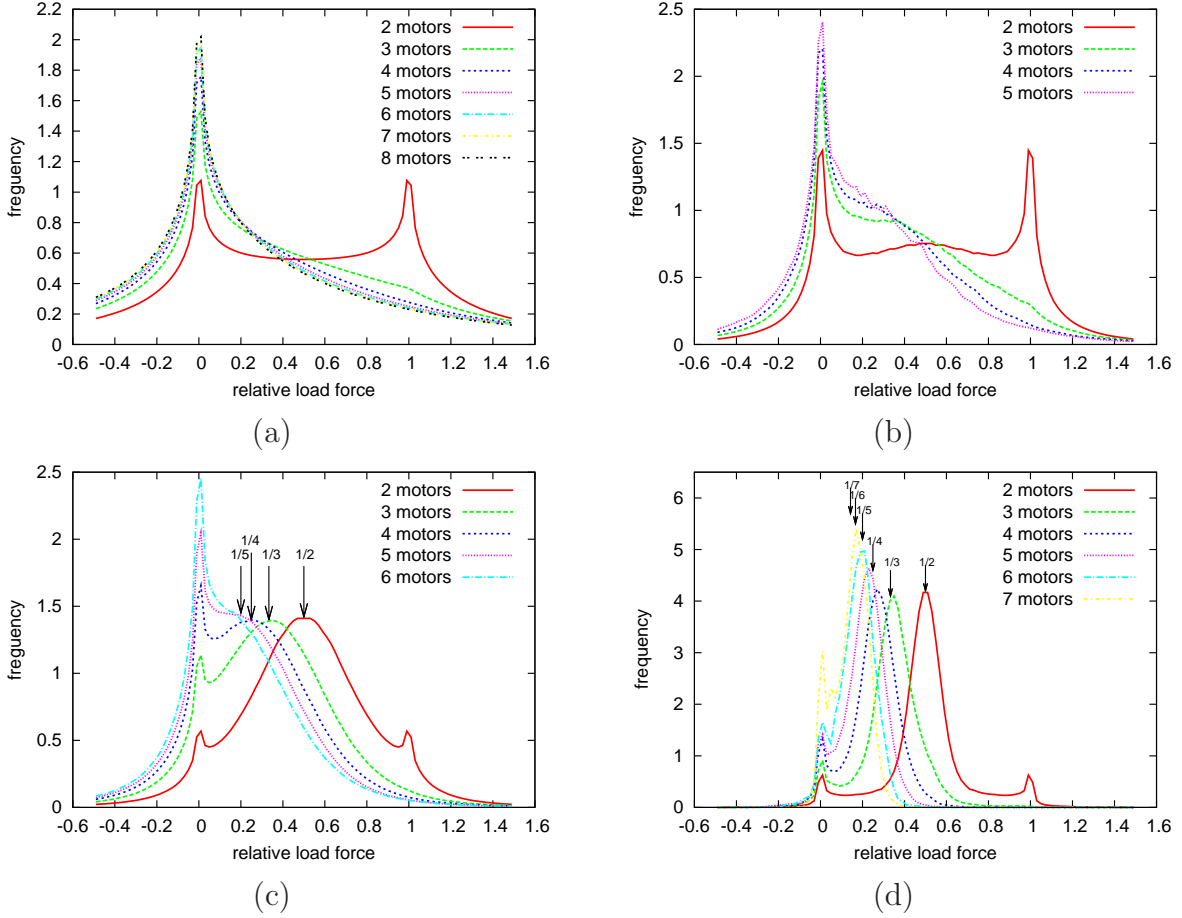 2.2
2
1.8
1.6
1.4
1.2
1
0.8
0.6
0.4
0.2
0
-0.6 -0.4 -0.2 0 0.2 0.4 0.6 0.8 1 1.2 1.4 1.6
freguency
relative load force
2 motors
3 motors
4 motors
5 motors
6 motors
7 motors
8 motors
(a)
2.5
2
1.5
1
0.5
0
-0.6 -0.4 -0.2 0 0.2 0.4 0.6 0.8 1 1.2 1.4 1.6
freguency
relative load force
2 motors
3 motors
4 motors
5 motors
(b)
2.5
2
1.5
1
0.5
0
-0.6 -0.4 -0.2 0 0.2 0.4 0.6 0.8 1 1.2 1.4 1.6
freguency
relative load force
2 motors
3 motors
4 motors
5 motors
6 motors
1/4
1/5 1/3 1/2
(c)
6
5
4
3
2
1
0
-0.6 -0.4 -0.2 0 0.2 0.4 0.6 0.8 1 1.2 1.4 1.6
frequency
relative load force
2 motors
3 motors
4 motors
5 motors
6 motors
7 motors
1/7
1/6
1/5
1/4
1/3 1/2
(d)